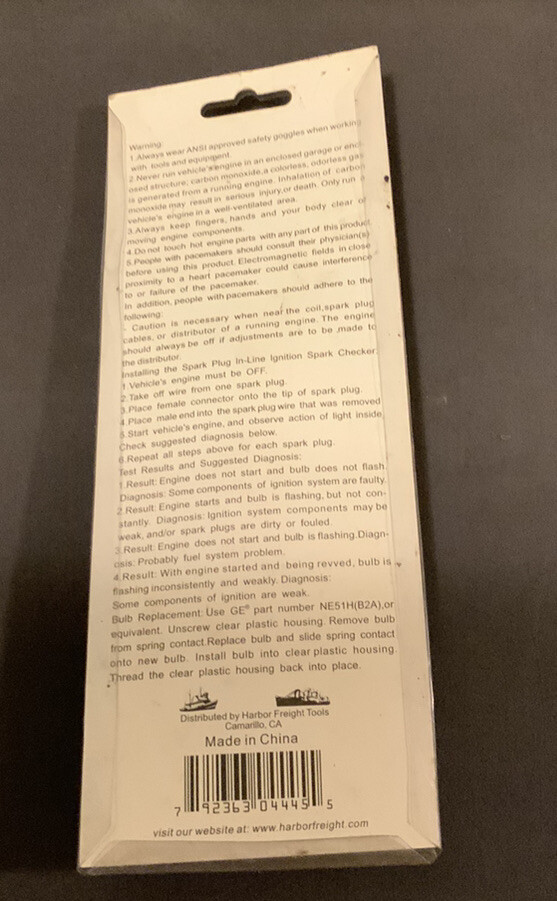 Warning:
1.Always wear ANSI approved safety goggles when working
with tools and equipment.
2.Never run vehicle's engine in an enclosed garage or encl-
osed structure; carbon monoxide,a colorless, odorless gas
is generated from a running engine. Inhalation of carbon
monoxide may result in serious injury,or death. Only run a
vehicle's engine in a well-ventilated area.
3.Always keep fingers, hands and your body clear of
moving engine components.
4.Do not touch hot engine parts with any part of this product.
5.People with pacemakers should consult their physician(s)
before using this product.Electromagnetic fields in close
proximity to a heart pacemaker could cause interference
to or failure of the pacemaker.
In addition, people with pacemakers should adhere to the
following:
. Caution is necessary when near the coil,spark plug
cables, or distributor of a running engine. The engine
should always be off if adjustments are to be made to
the distributor.
Installing the Spark Plug In-Line Ignition Spark Checker:
1.Vehicle's engine must be OFF.
2.Take off wire from one spark plug.
3.Place female connector onto the tip of spark plug.
4.Place male end into the spark plug wire that was removed.
5.Start vehicle's engine, and observe action of light inside.
Check suggested diagnosis below.
6.Repeat all steps above for each spark plug.
Test Results and Suggested Diagnosis:
1.Result: Engine does not start and bulb does not flash.
Diagnosis: Some components of ignition system are faulty.
2.Result: Engine starts and bulb is flashing, but not con-
stantly. Diagnosis: Ignition system components may be
weak, and/or spark plugs are dirty or fouled.
3.Result: Engine does not start and bulb is flashing.Diagn-
osis: Probably fuel system problem.
4.Result: With engine started and being revved, bulb is
flashing inconsistently and weakly. Diagnosis:
Some components of ignition are weak.
Bulb Replacement: Use GE® part number NE51H(B2A),or
equivalent. Unscrew clear plastic housing. Remove bulb
from spring contact.Replace bulb and slide spring contact
onto new bulb. Install bulb into clear plastic housing.
Thread the clear plastic housing back into place.
Distributed by Harbor Freight Tools
Camarillo, CA
Made in China
7 92363 04445 5
visit our website at: www.harborfreight.com